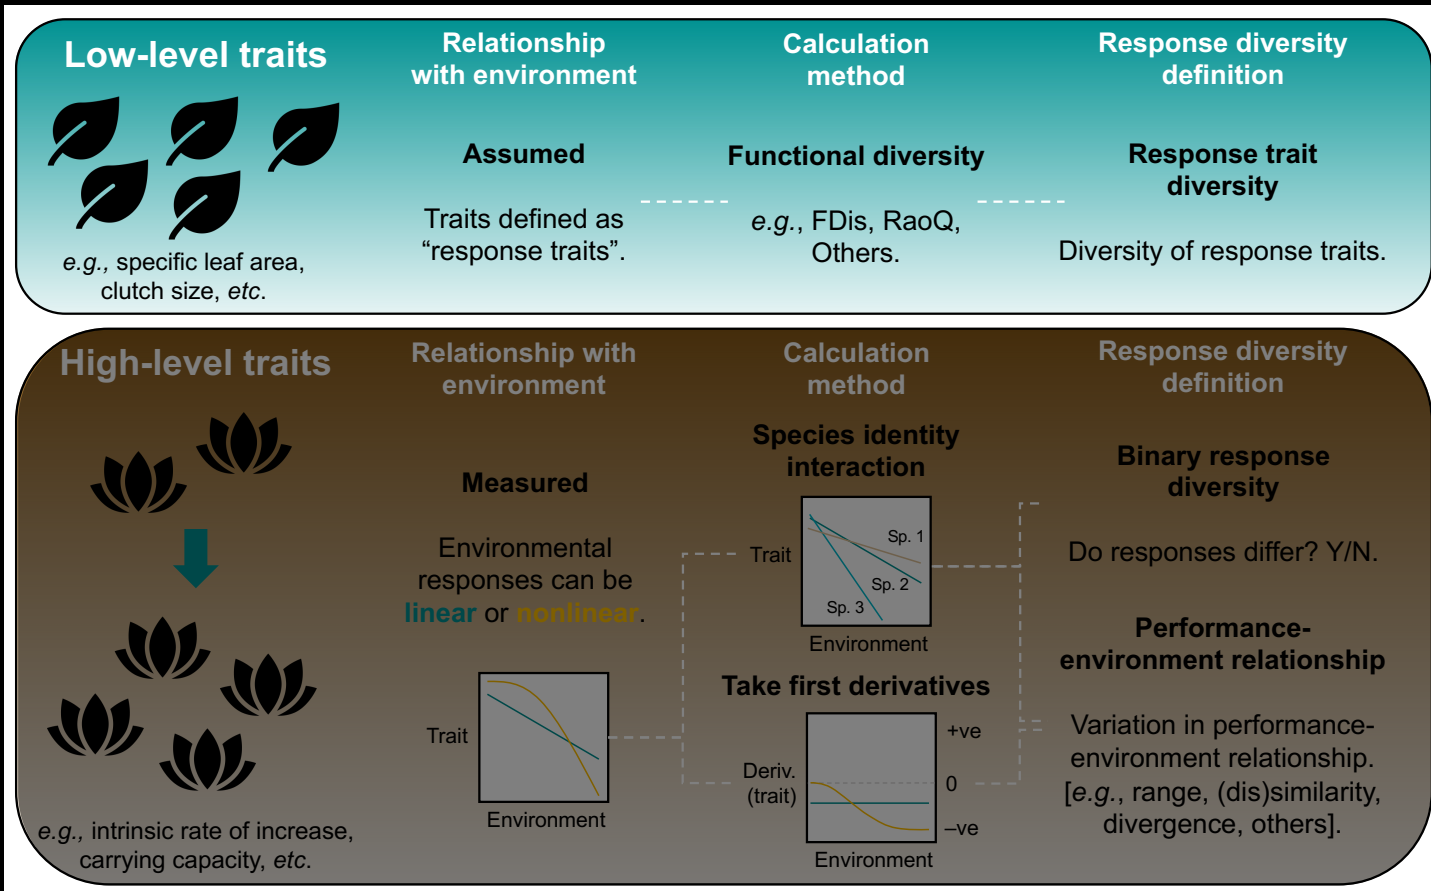 Low-level traits
e.g., specific leaf area,
clutch size, etc.
Relationship
with environment
Assumed
Traits defined as
“response traits”.
Calculation
method
Functional diversity
e.g., FDis, RaoQ,
Others.
Response diversity
definition
Response trait
diversity
Diversity of response traits.
High-level traits
e.g., intrinsic rate of increase,
carrying capacity, etc.
Relationship with
environment
Measured
Environmental
responses can be
linear or nonlinear.
Trait
Environment
Calculation
method
Species identity
interaction
Trait
Sp. 1
Sp. 2
Sp. 3
Environment
Take first derivatives
Deriv.
(trait)
+ve
0
–ve
Environment
Response diversity
definition
Binary response
diversity
Do responses differ? Y/N.
Performance-
environment relationship
Variation in performance-
environment relationship.
[e.g., range, (dis)similarity,
divergence, others].